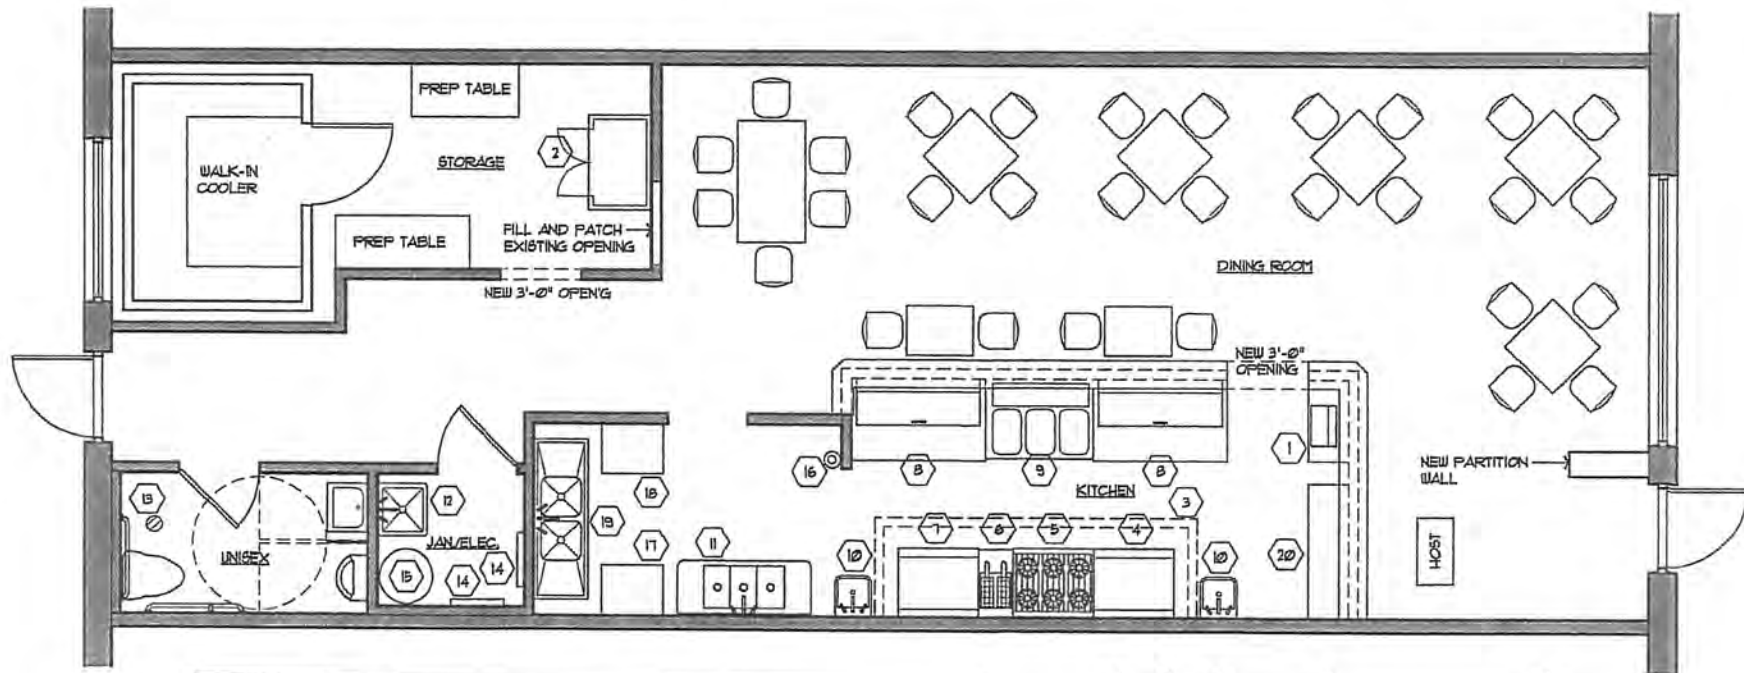 PREP TABLE
WALK-IN
COOLER
STORAGE
2
PREP TABLE
FILL AND PATCH
EXISTING OPENING
NEW 3'-0" OPEN'G
DINING ROOM
NEW 3'-0"
OPENING
NEW PARTITION
WALL
HOST
KITCHEN
1
3
8
9
8
16
7
6
5
4
10
10
20
11
17
18
19
12
JAN./ELEC.
14
14
15
13
UNISEX